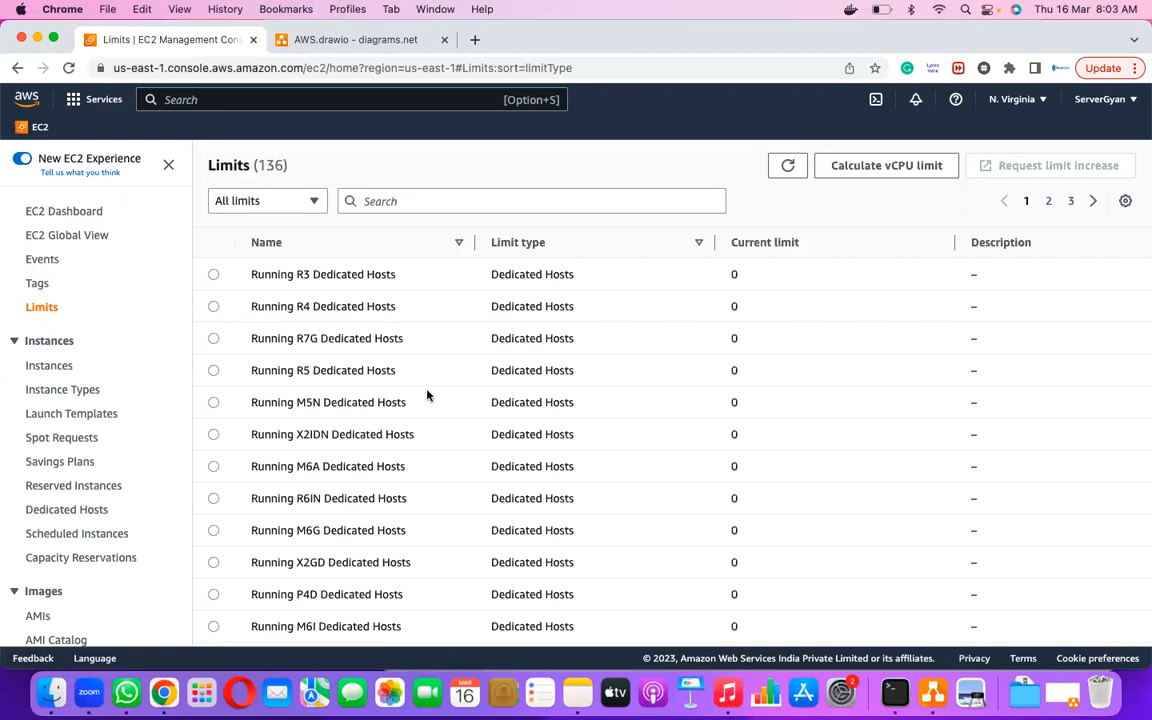 Chrome File Edit View History Bookmarks Profiles Tab Window Help Thu 16 Mar 8:03 AM
Limits | EC2 Management Con AWS.drawio - diagrams.net
us-east-1.console.aws.amazon.com/ec2/home?region=us-east-1#Limits:sort=limitType Update
aws Services Search [Option+S] N. Virginia ServerGyan
EC2
New EC2 Experience
Tell us what you think
EC2 Dashboard
EC2 Global View
Events
Tags
Limits
Instances
Instances
Instance Types
Launch Templates
Spot Requests
Savings Plans
Reserved Instances
Dedicated Hosts
Scheduled Instances
Capacity Reservations
Images
AMIs
AMI Catalog
Limits (136) Calculate vCPU limit Request limit increase
All limits Search 1 2 3
Name Limit type Current limit Description
Running R3 Dedicated Hosts Dedicated Hosts 0 –
Running R4 Dedicated Hosts Dedicated Hosts 0 –
Running R7G Dedicated Hosts Dedicated Hosts 0 –
Running R5 Dedicated Hosts Dedicated Hosts 0 –
Running M5N Dedicated Hosts Dedicated Hosts 0 –
Running X2IDN Dedicated Hosts Dedicated Hosts 0 –
Running M6A Dedicated Hosts Dedicated Hosts 0 –
Running R6IN Dedicated Hosts Dedicated Hosts 0 –
Running M6G Dedicated Hosts Dedicated Hosts 0 –
Running X2GD Dedicated Hosts Dedicated Hosts 0 –
Running P4D Dedicated Hosts Dedicated Hosts 0 –
Running M6I Dedicated Hosts Dedicated Hosts 0 –
Feedback Language © 2023, Amazon Web Services India Private Limited or its affiliates. Privacy Terms Cookie preferences
zoom MAR 16 tv 2